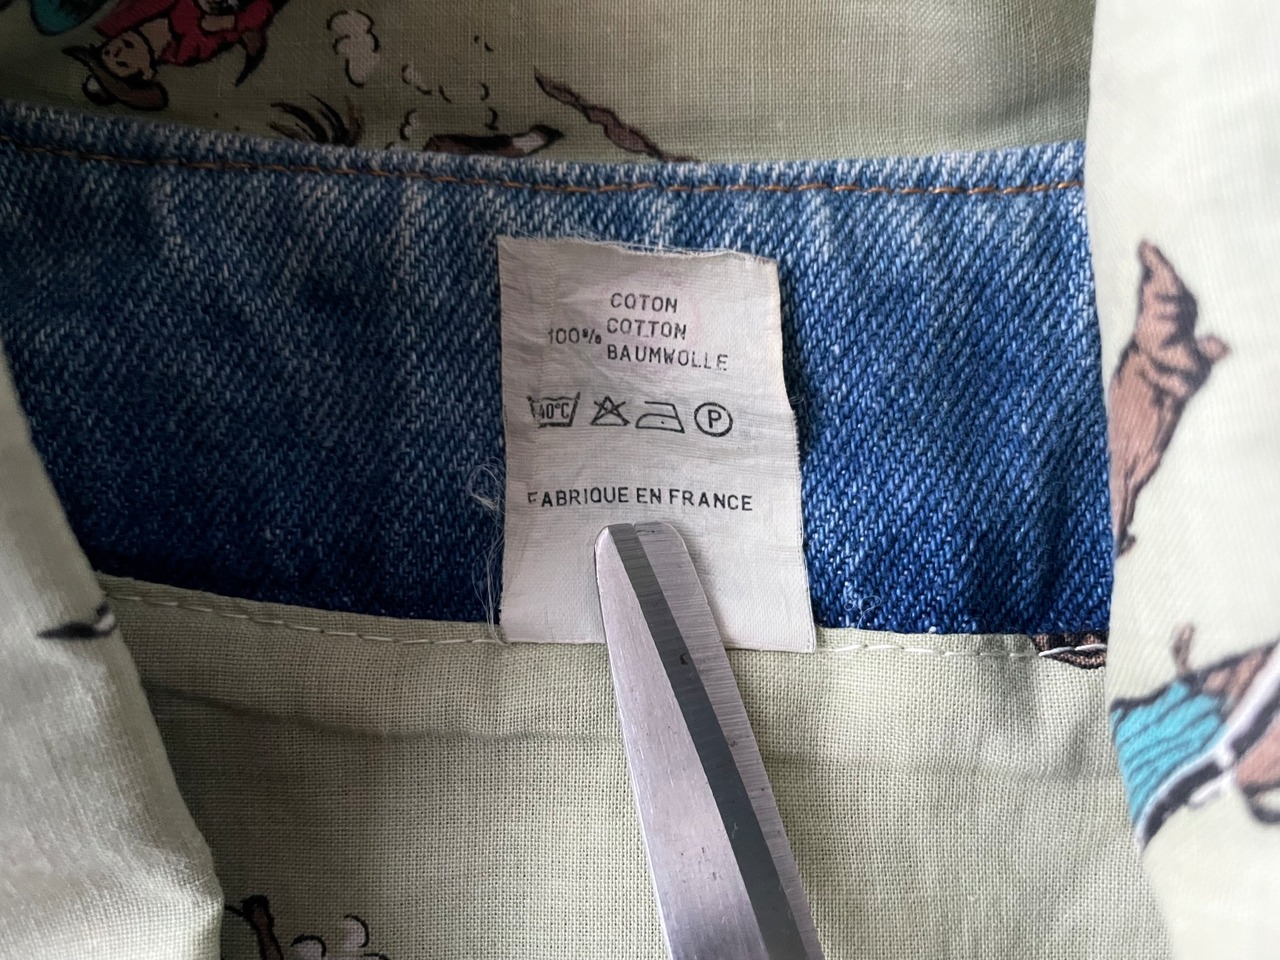 COTON
100% COTTON
BAUMWOLLE
40°C P
FABRIQUE EN FRANCE